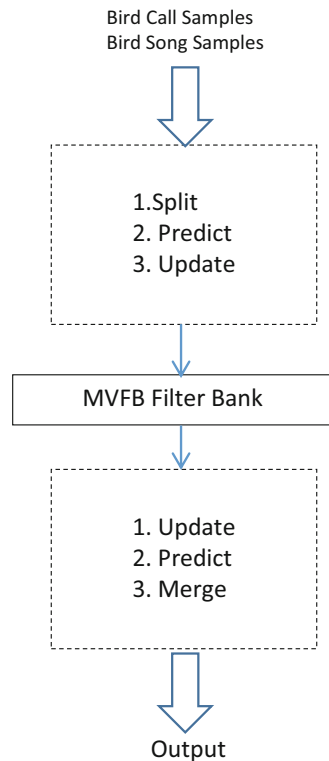 Bird Call Samples
Bird Song Samples
1.Split
2. Predict
3. Update
MVFB Filter Bank
1. Update
2. Predict
3. Merge
Output